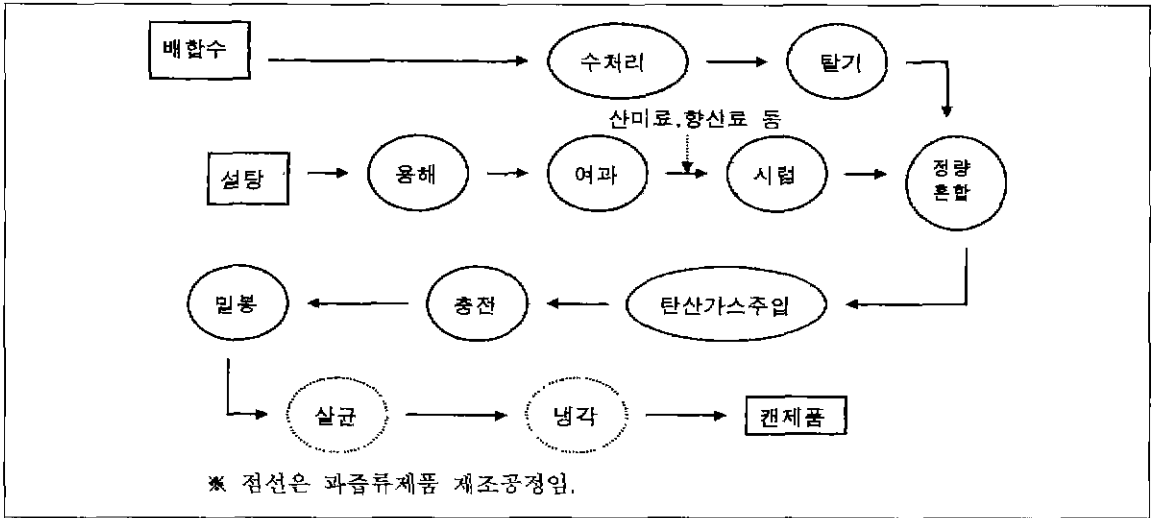 배합수
수처리
탈기
산미료,향산료 등
설탕
용해
여과
시럽
정량
혼합
밀봉
충전
탄산가스주입
살균
냉각
캔제품
※ 점선은 과즙류제품 제조공정임.